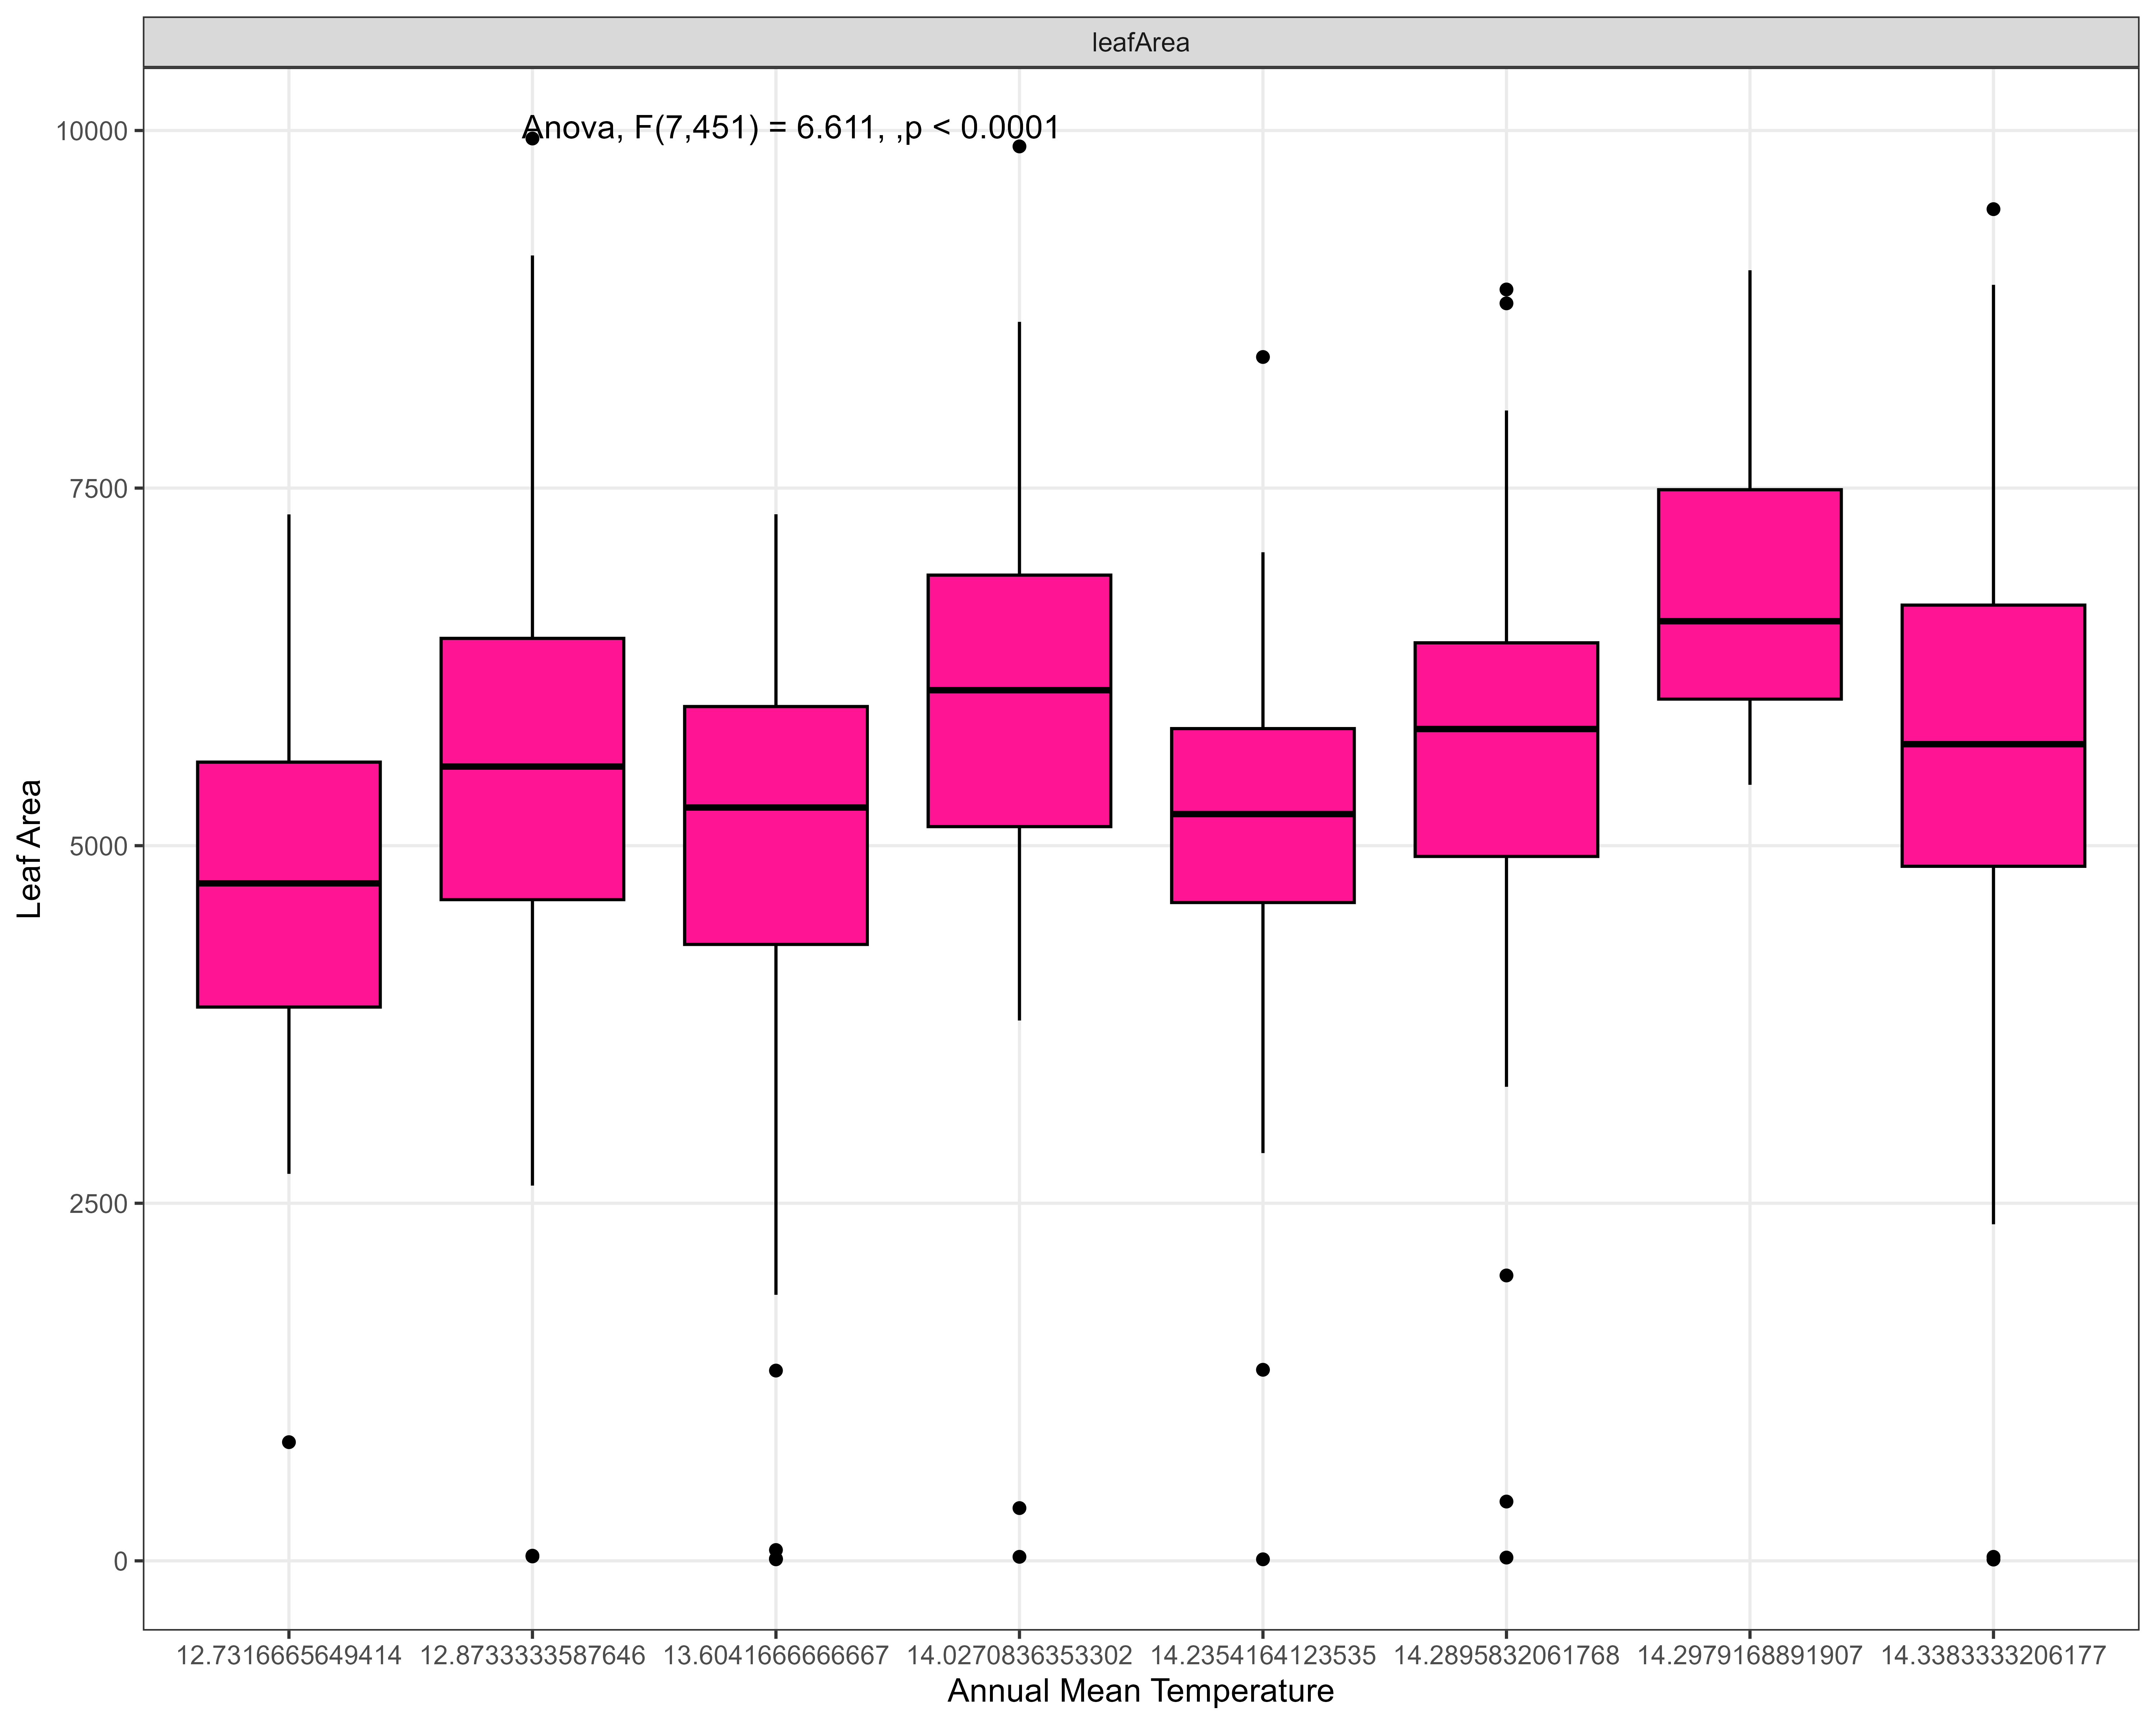 leafArea
Anova, F(7,451) = 6.611, ,p < 0.0001
10000
7500
5000
2500
0
Leaf Area
12.7316665649414 12.8733333587646 13.6041666666667 14.0270836353302 14.2354164123535 14.2895832061768 14.2979168891907 14.3383333206177
Annual Mean Temperature